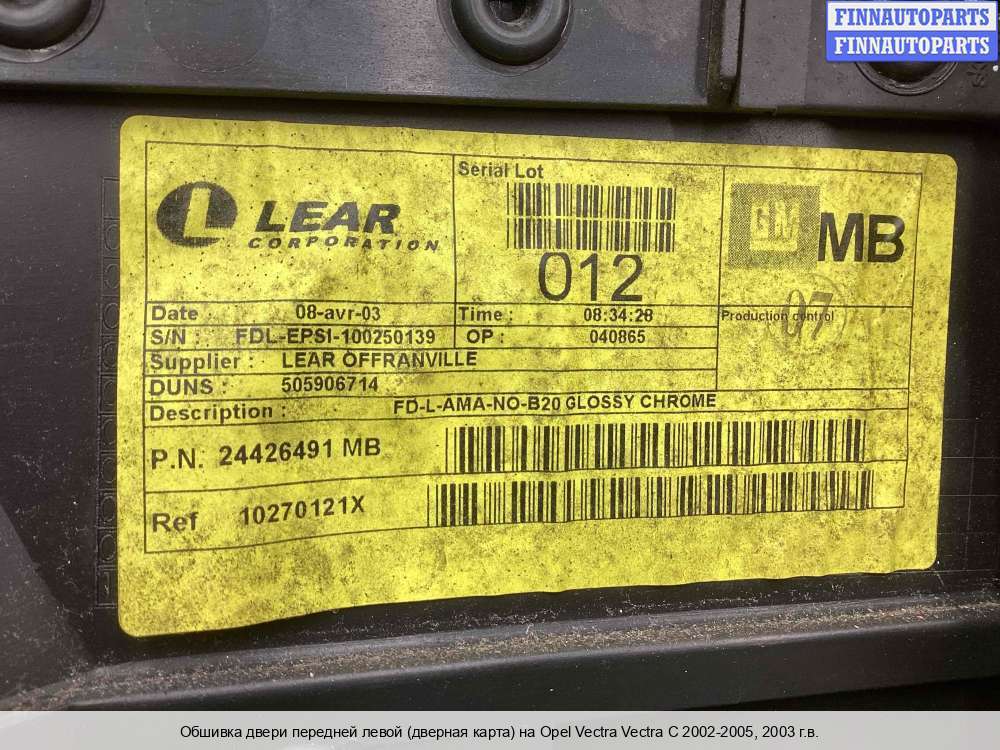 FINNAUTOPARTS
FINNAUTOPARTS
LEAR
CORPORATION
Serial Lot
012
GM MB
Date : 08-avr-03 Time : 08:34:28
Production control
07
S/N : FDL-EPSI-100250139 OP : 040865
Supplier : LEAR OFFRANVILLE
DUNS : 505906714
Description : FD-L-AMA-NO-B20 GLOSSY CHROME
P.N. 24426491 MB
Ref 10270121X
Обшивка двери передней левой (дверная карта) на Opel Vectra Vectra C 2002-2005, 2003 г.в.